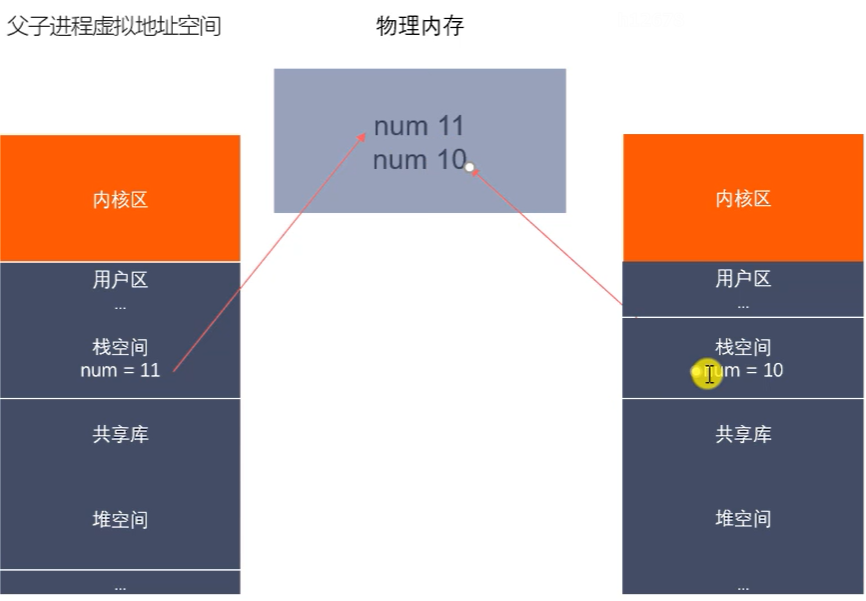 父子进程虚拟地址空间
物理内存
num 11
num 10
内核区
用户区
...
栈空间
num = 11
共享库
堆空间
...
内核区
用户区
...
栈空间
num = 10
共享库
堆空间
...